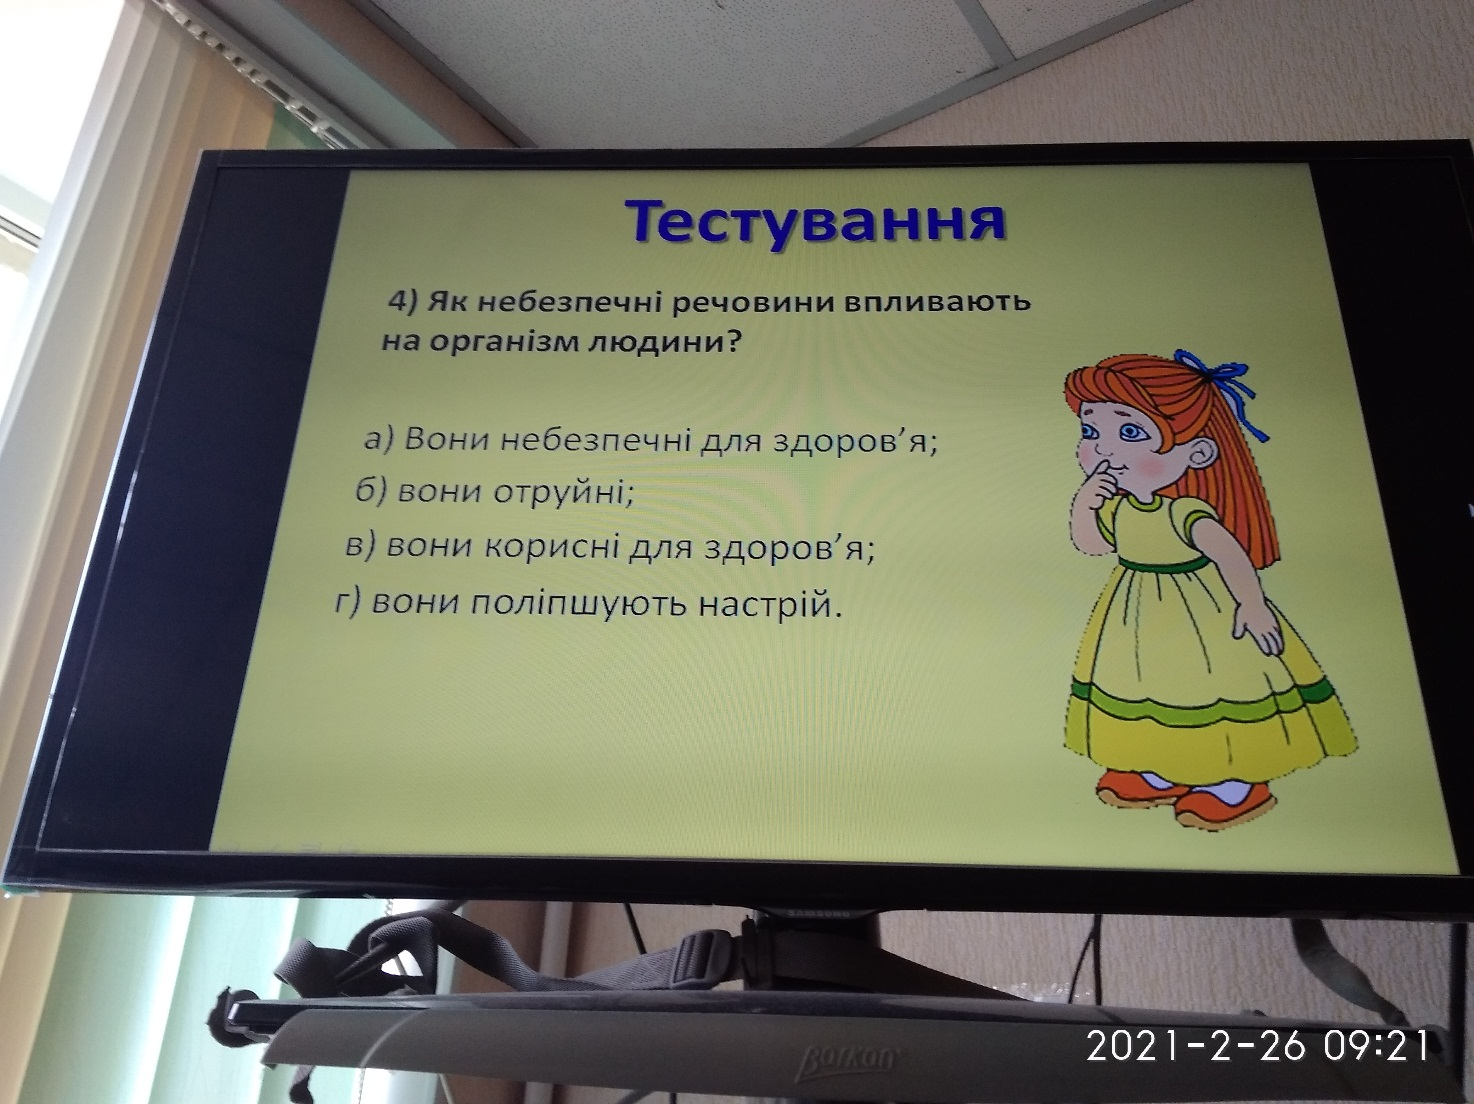 Тестування
4) Як небезпечні речовини впливають
на організм людини?
а) Вони небезпечні для здоров’я;
б) вони отруйні;
в) вони корисні для здоров’я;
г) вони поліпшують настрій.
SAMSUNG
Barkan
2021-2-26 09:21